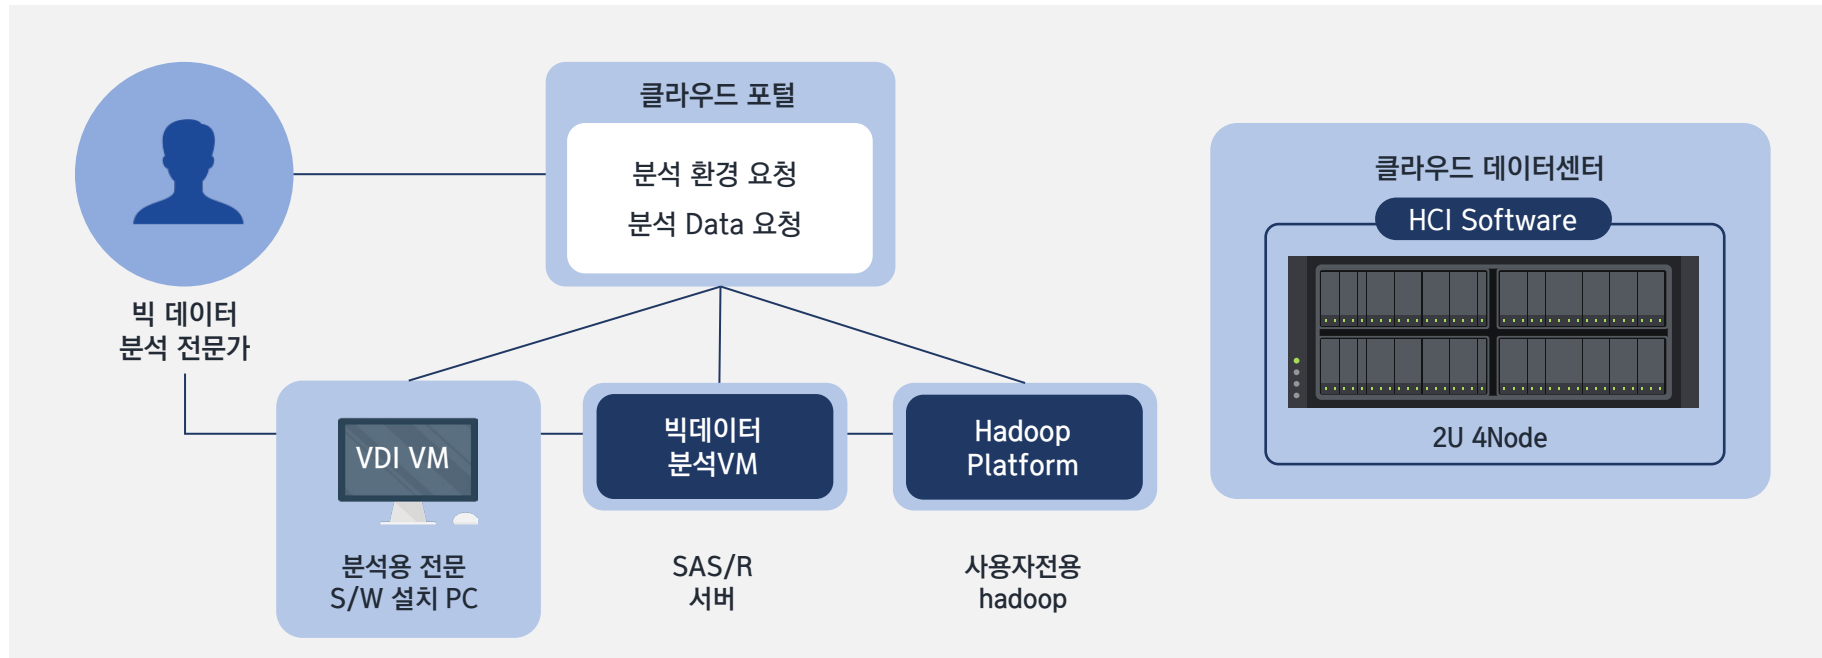 클라우드 포털
분석 환경 요청
분석 Data 요청
빅 데이터
분석 전문가
VDI VM
분석용 전문
S/W 설치 PC
빅데이터
분석VM
SAS/R
서버
Hadoop
Platform
사용자전용
hadoop
클라우드 데이터센터
HCI Software
2U 4Node